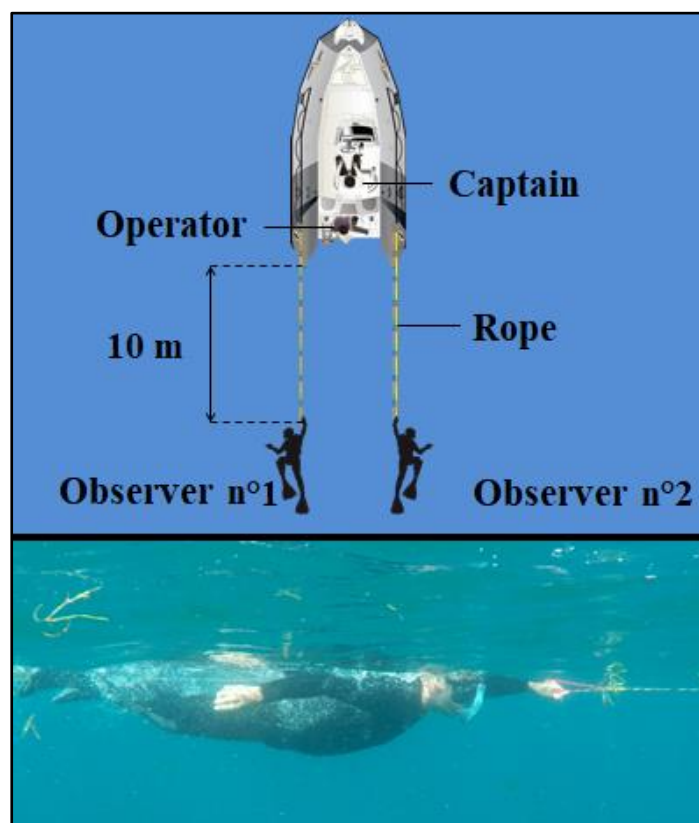 Captain
Operator
10 m
Rope
Observer n°1
Observer n°2